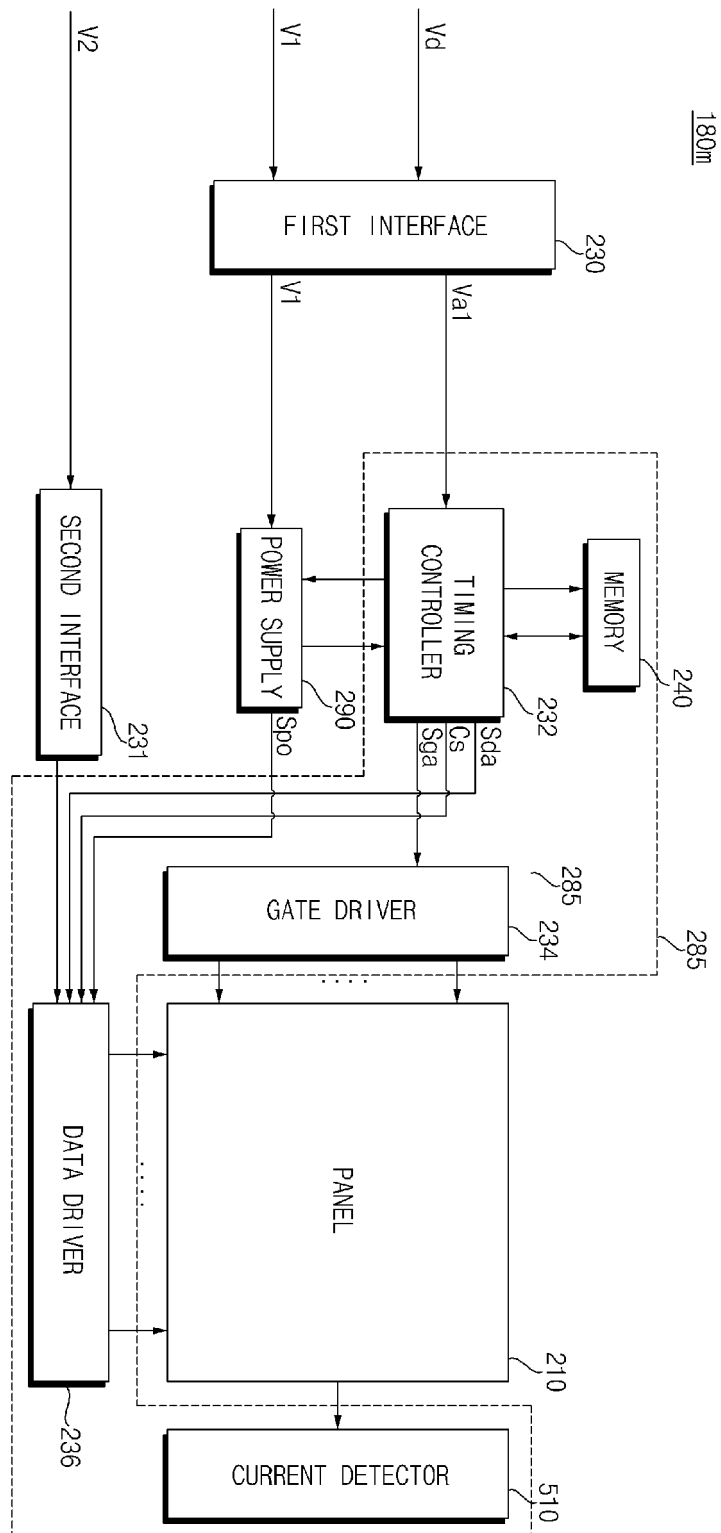 180m
Vd
V1
V2
FIRST INTERFACE
230
Va1
V1
MEMORY
240
TIMING
CONTROLLER
232
POWER SUPPLY
290
SECOND INTERFACE
231
Sda
Cs
Sga
Spo
285
285
GATE DRIVER
234
....
DATA DRIVER
236
....
PANEL
210
CURRENT DETECTOR
510